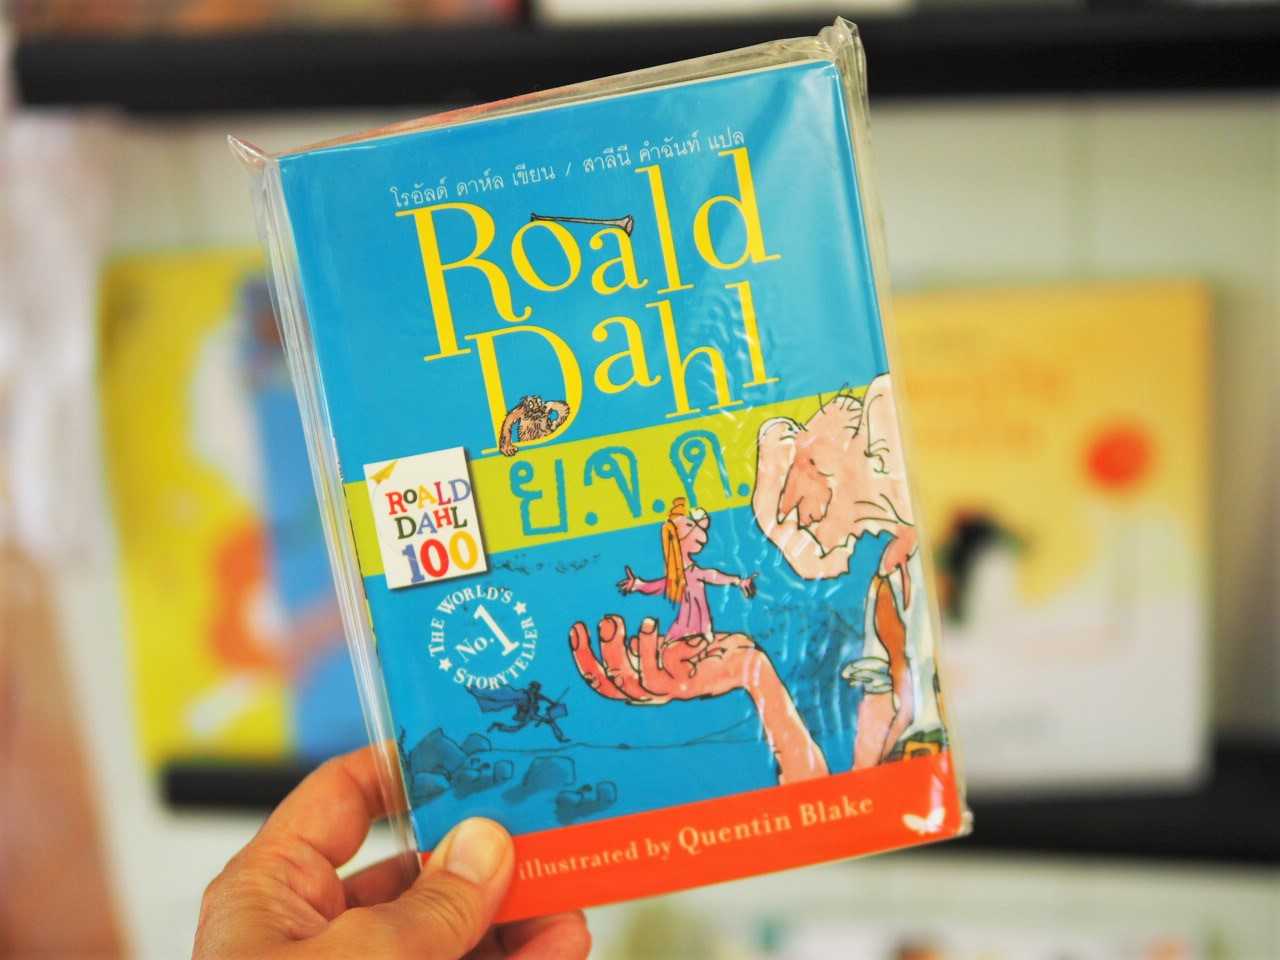 โรอัลด์ ดาห์ล เขียน / สาลินี คำฉันท์ แปล
Roald
Dahl
ย.จ.ด.
ROALD
DAHL
100
THE WORLD'S
No. 1
STORYTELLER
illustrated by Quentin Blake